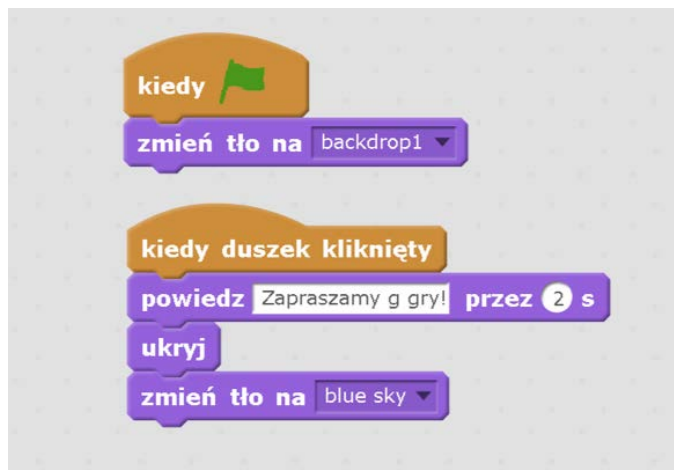 kiedy
zmień tło na backdrop1
kiedy duszek kliknięty
powiedz Zapraszamy g gry! przez 2 s
ukryj
zmień tło na blue sky